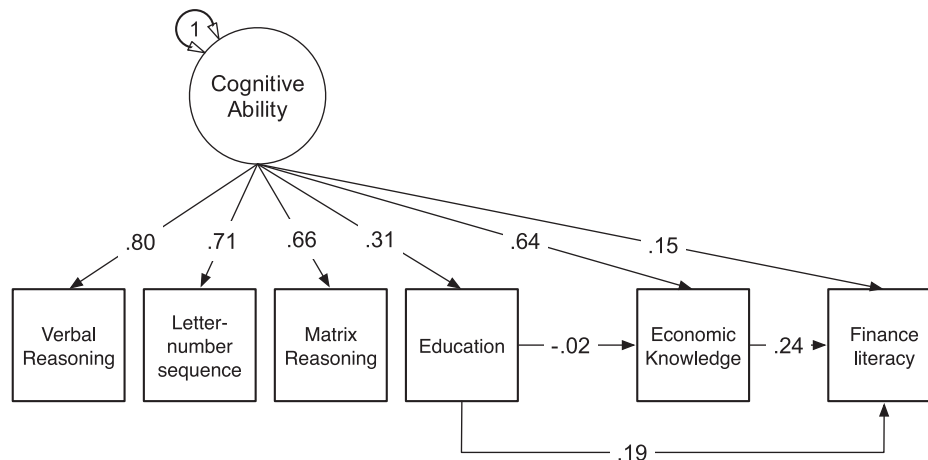 1
Cognitive
Ability
.80
.71
.66
.31
.64
.15
Verbal
Reasoning
Letter-
number
sequence
Matrix
Reasoning
Education
-.02
Economic
Knowledge
.24
Finance
literacy
.19